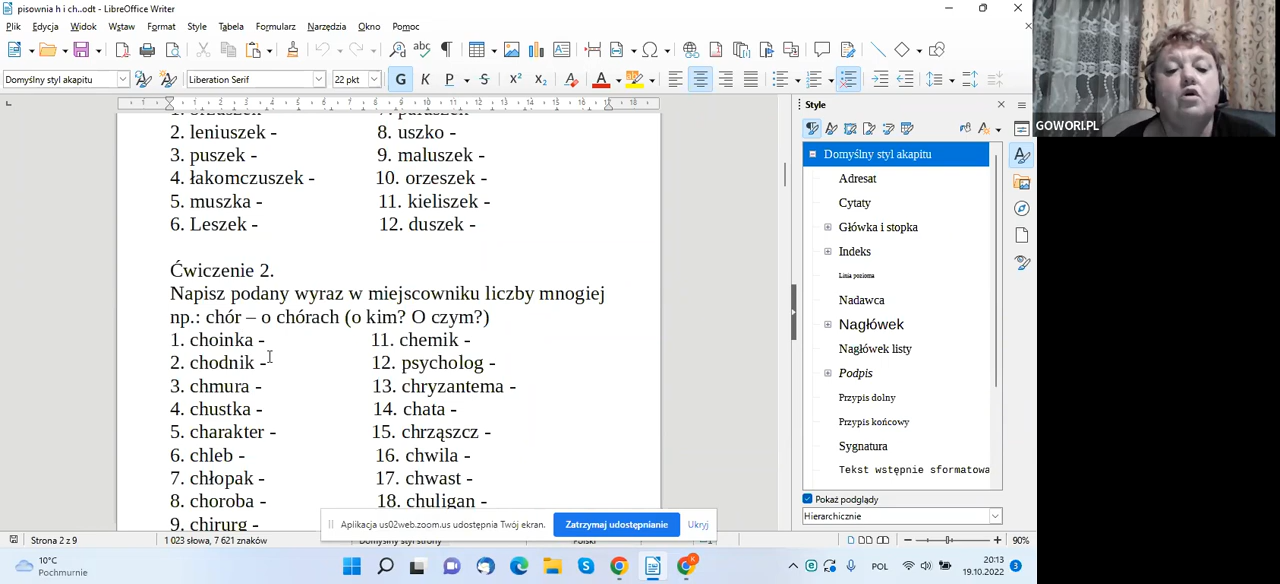 pisownia h i ch..odt - LibreOffice Writer
Plik Edycja Widok Wstaw Format Style Tabela Formularz Narzędzia Okno Pomoc
Domyślny styl akapitu Liberation Serif 22 pkt
2. leniuszek - 8. uszko -
3. puszek - 9. maluszek -
4. łakomczuszek - 10. orzeszek -
5. muszka - 11. kieliszek -
6. Leszek - 12. duszek -
Ćwiczenie 2.
Napisz podany wyraz w miejscowniku liczby mnogiej
np.: chór – o chórach (o kim? O czym?)
1. choinka - 11. chemik -
2. chodnik - 12. psycholog -
3. chmura - 13. chryzantema -
4. chustka - 14. chata -
5. charakter - 15. chrząszcz -
6. chleb - 16. chwila -
7. chłopak - 17. chwast -
8. choroba - 18. chuligan -
9. chirurg -
Style
Domyślny styl akapitu
Adresat
Cytaty
Główka i stopka
Indeks
Linia pozioma
Nadawca
Nagłówek
Nagłówek listy
Podpis
Przypis dolny
Przypis końcowy
Sygnatura
Tekst wstępnie sformatowa
Pokaż podglądy
Hierarchicznie
GOWORI.PL
Aplikacja us02web.zoom.us udostępnia Twój ekran. Zatrzymaj udostępnianie Ukryj
Strona 2 z 9 1 023 słowa, 7 621 znaków Domyślny styl strony Polski 90%
10°C
Pochmurnie
POL
20:13
19.10.2022
3